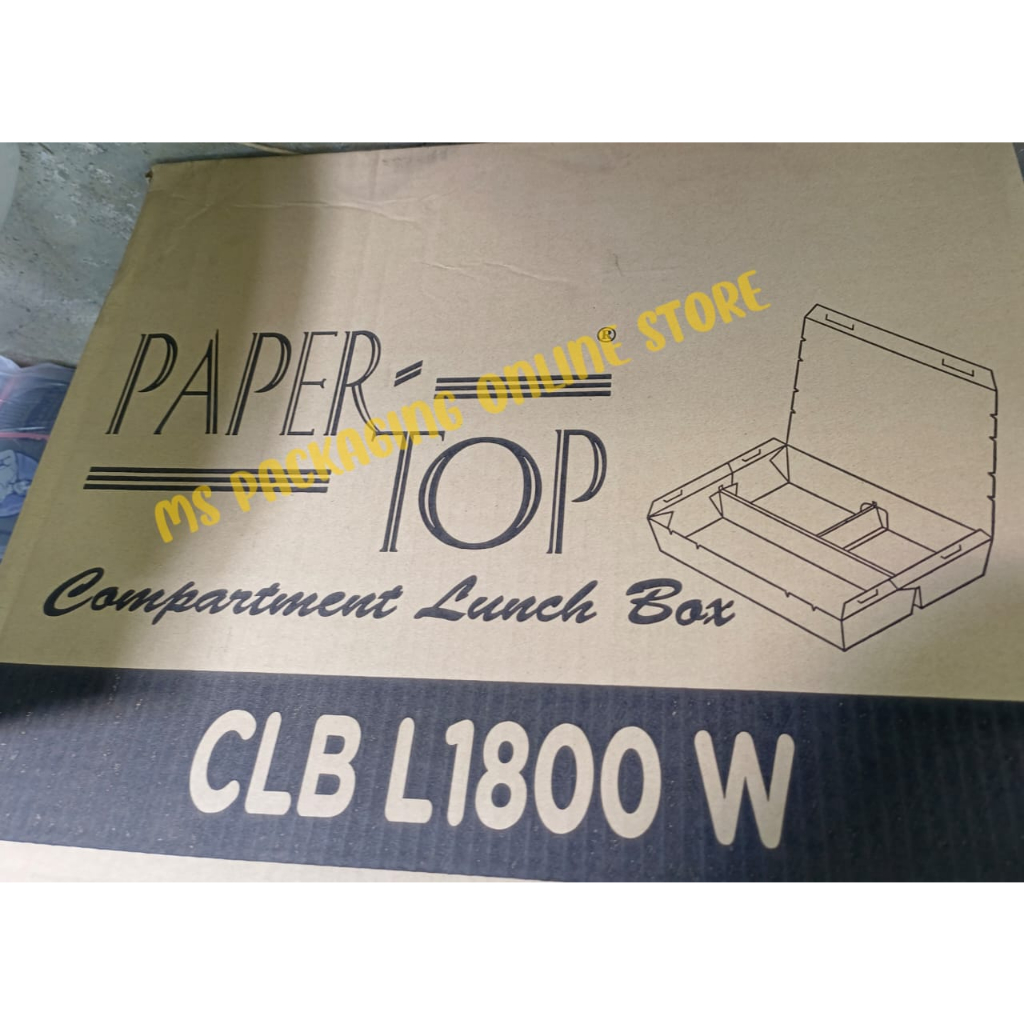 PAPER
TOP
®
Compartment Lunch Box
CLB L1800 W
MS PACKAGING ONLINE STORE